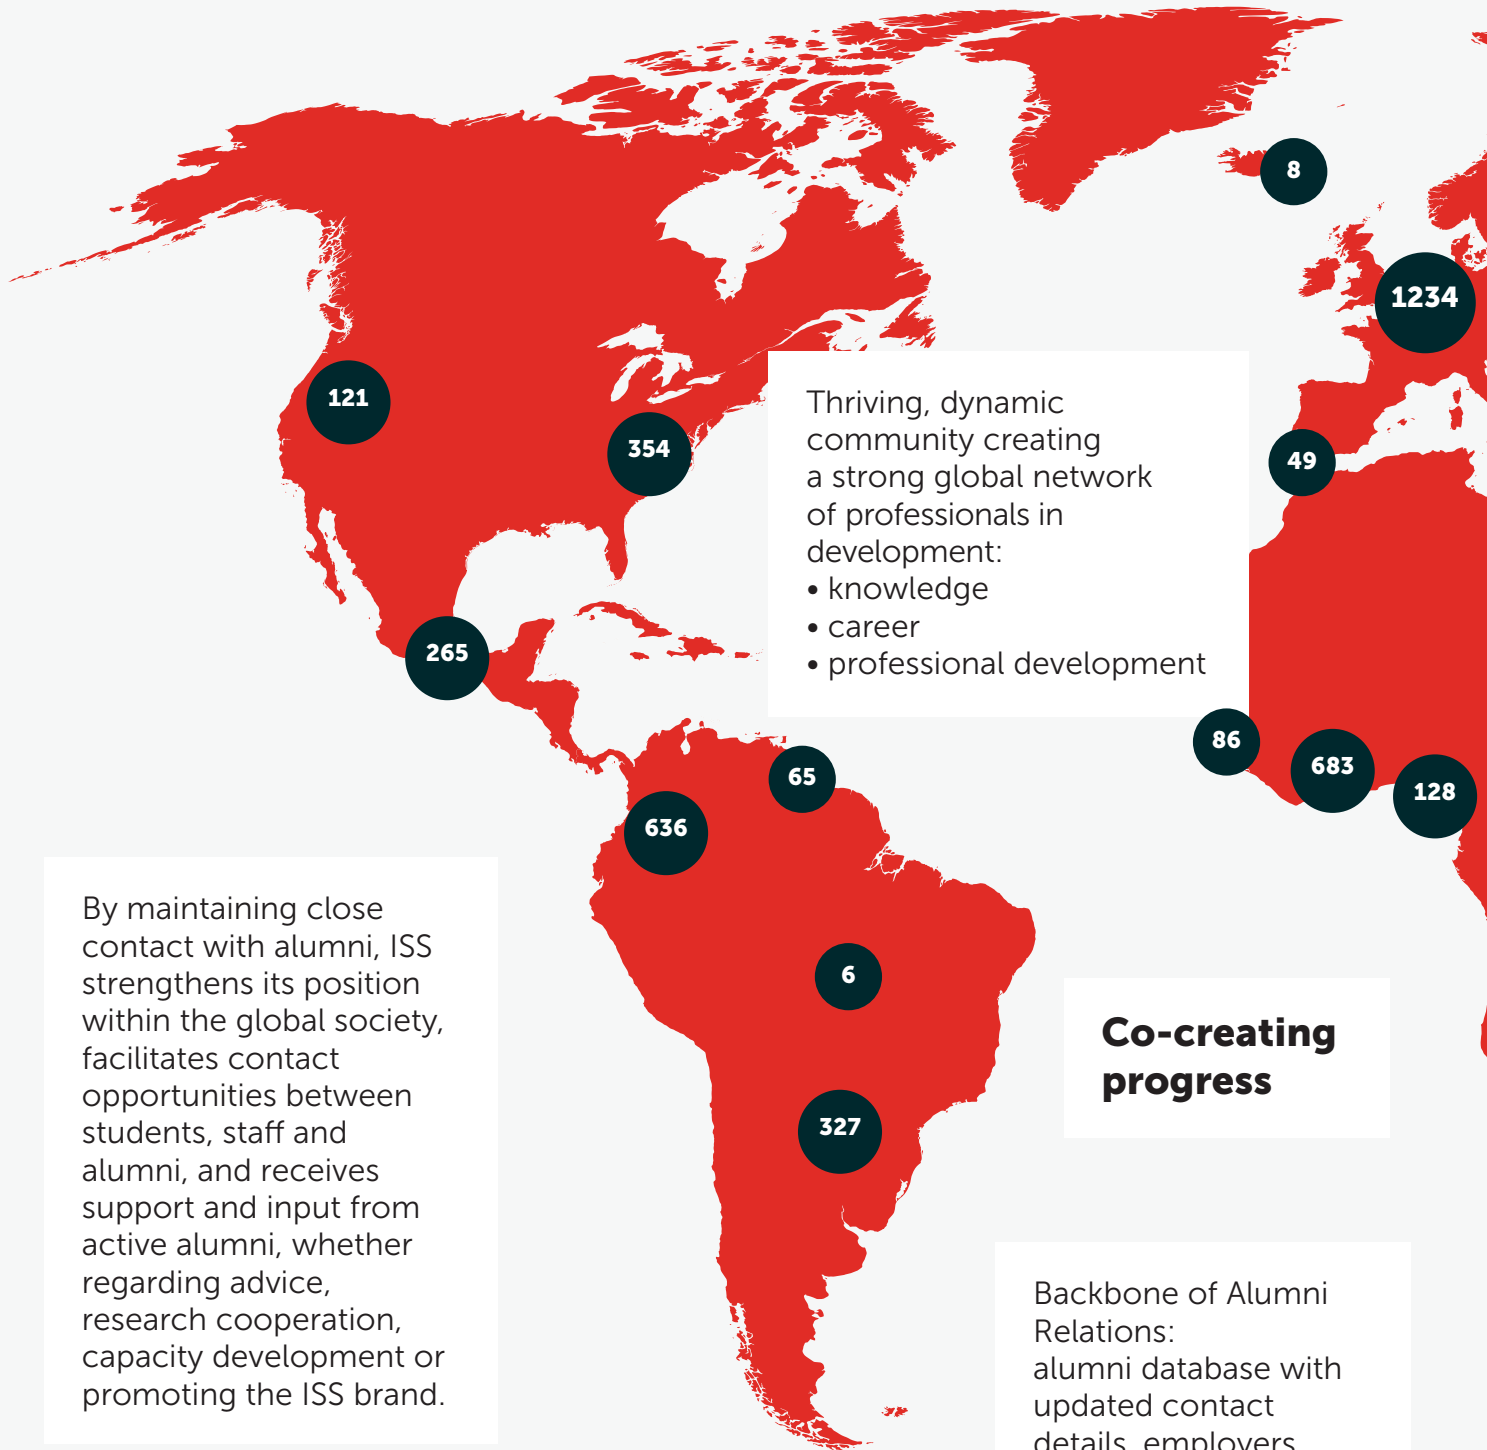 8
1234
121
354
49
265
Thriving, dynamic
community creating
a strong global network
of professionals in
development:
• knowledge
• career
• professional development
86
683
128
65
636
6
327
By maintaining close
contact with alumni, ISS
strengthens its position
within the global society,
facilitates contact
opportunities between
students, staff and
alumni, and receives
support and input from
active alumni, whether
regarding advice,
research cooperation,
capacity development or
promoting the ISS brand.
Co-creating
progress
Backbone of Alumni
Relations:
alumni database with
updated contact
details, employers